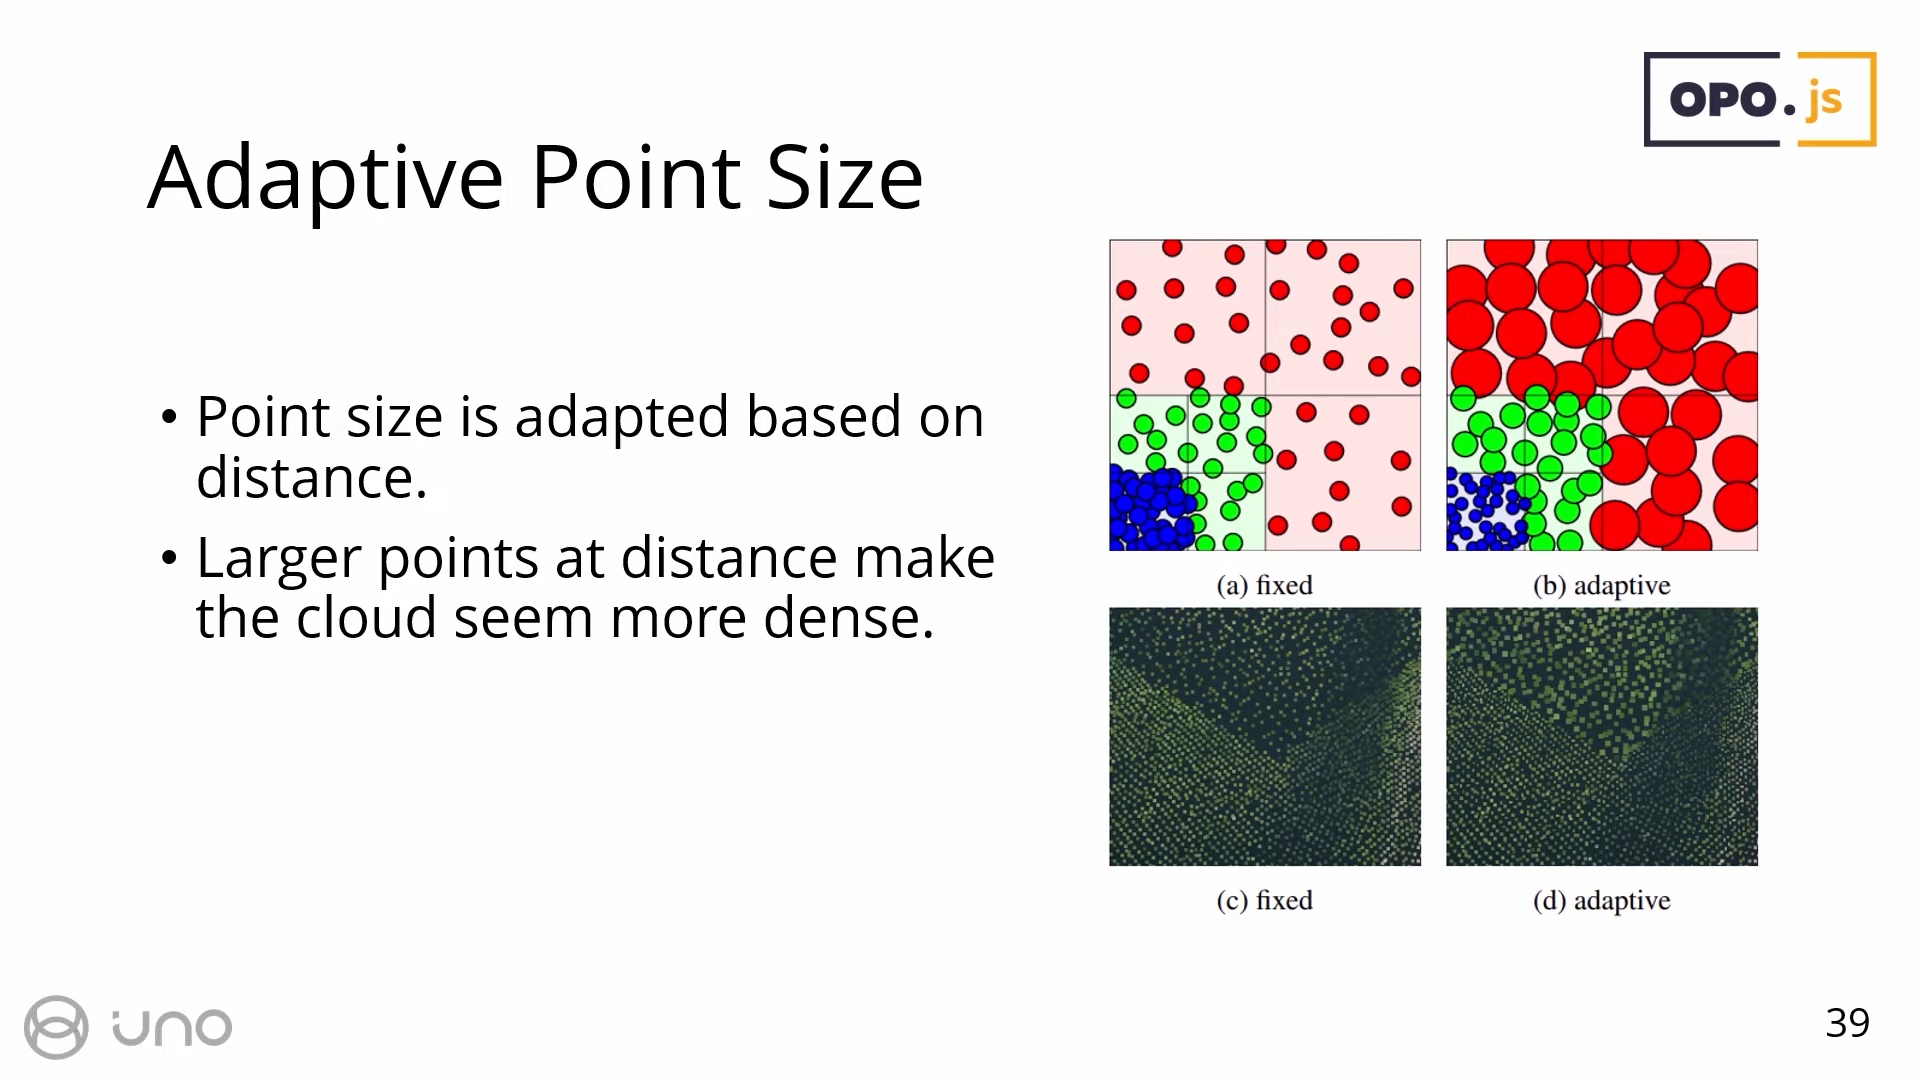 OPO.js
Adaptive Point Size
• Point size is adapted based on
distance.
• Larger points at distance make
the cloud seem more dense.
(a) fixed
(b) adaptive
(c) fixed
(d) adaptive
uno
39